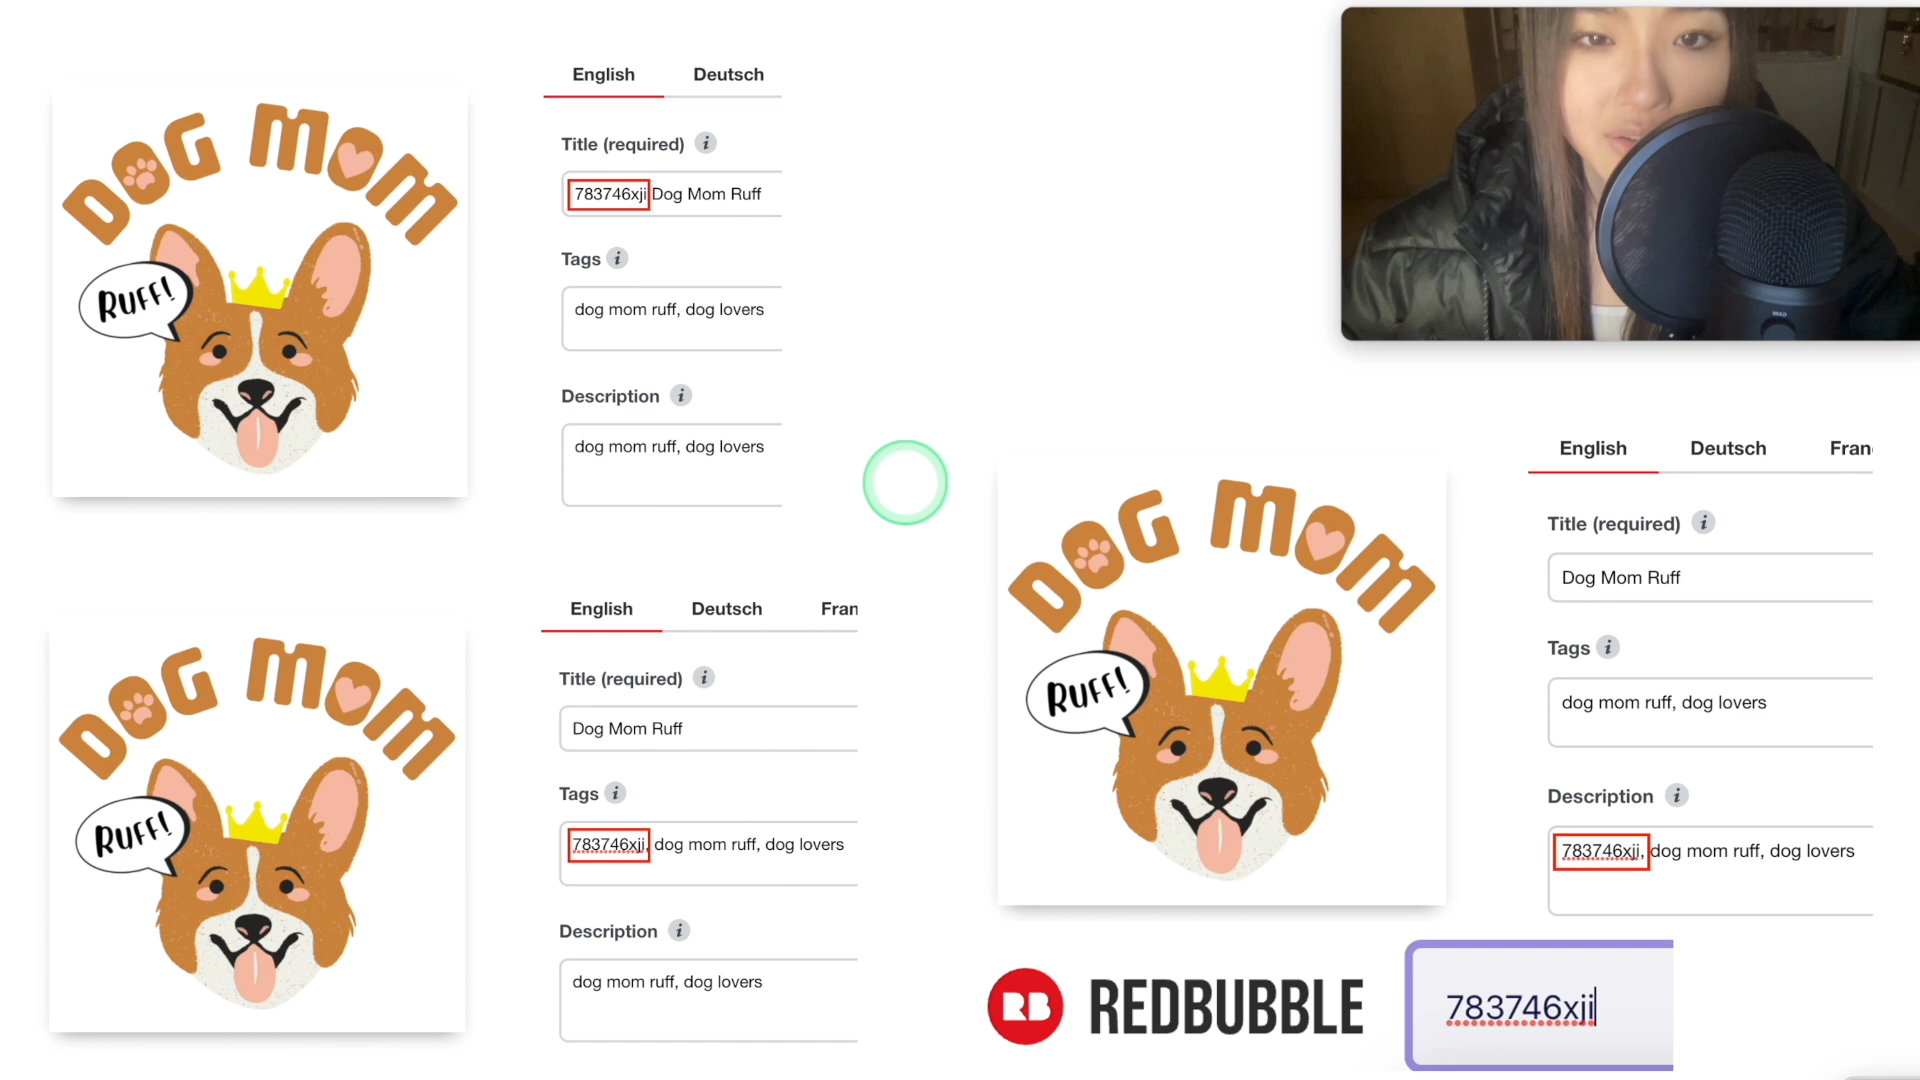 DOG MOM
RUFF!
English Deutsch
Title (required) i
783746xji Dog Mom Ruff
Tags i
dog mom ruff, dog lovers
Description i
dog mom ruff, dog lovers
DOG MOM
RUFF!
English Deutsch Fran
Title (required) i
Dog Mom Ruff
Tags i
783746xji, dog mom ruff, dog lovers
Description i
dog mom ruff, dog lovers
DOG MOM
RUFF!
English Deutsch Fran
Title (required) i
Dog Mom Ruff
Tags i
dog mom ruff, dog lovers
Description i
783746xji, dog mom ruff, dog lovers
RB REDBUBBLE
783746xji